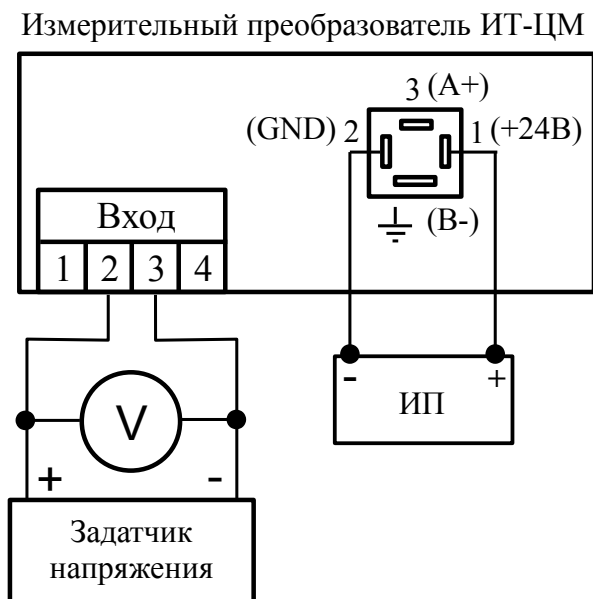 Измерительный преобразователь ИТ-ЦМ
3 (А+)
(GND) 2
1 (+24В)
(В-)
Вход
1 2 3 4
- +
ИП
V
+ -
Задатчик
напряжения